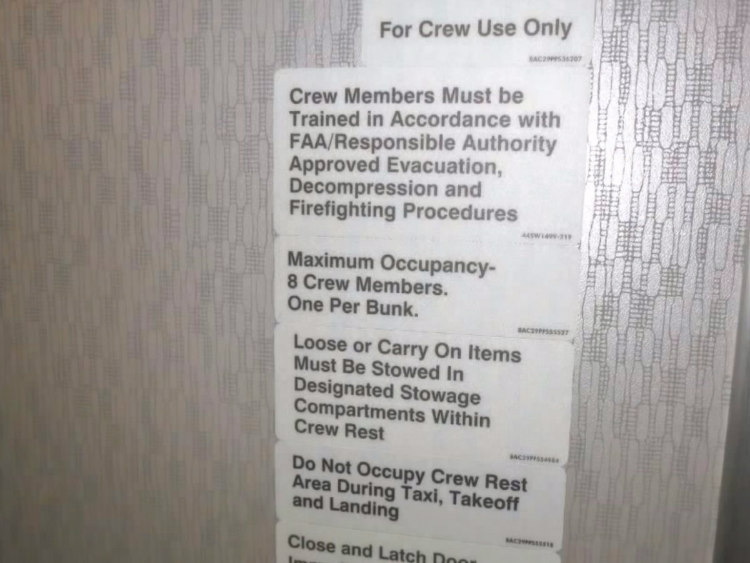 For Crew Use Only
Crew Members Must be
Trained in Accordance with
FAA/Responsible Authority
Approved Evacuation,
Decompression and
Firefighting Procedures
Maximum Occupancy-
8 Crew Members.
One Per Bunk.
Loose or Carry On Items
Must Be Stowed In
Designated Stowage
Compartments Within
Crew Rest
Do Not Occupy Crew Rest
Area During Taxi, Takeoff
and Landing
Close and Latch Door